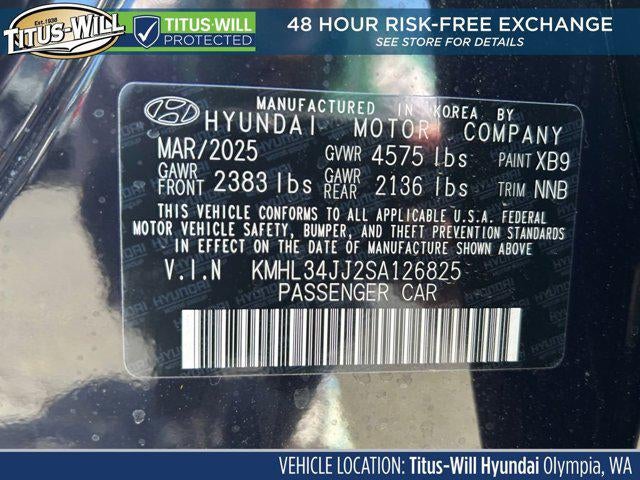 Est. 1938
TITUS-WILL
TITUS-WILL
PROTECTED
48 HOUR RISK-FREE EXCHANGE
SEE STORE FOR DETAILS
MANUFACTURED IN KOREA BY
HYUNDAI MOTOR COMPANY
MAR/2025 GVWR 4575 lbs PAINT XB9
GAWR FRONT 2383 lbs GAWR REAR 2136 lbs TRIM NNB
THIS VEHICLE CONFORMS TO ALL APPLICABLE U.S.A. FEDERAL
MOTOR VEHICLE SAFETY, BUMPER, AND THEFT PREVENTION STANDARDS
IN EFFECT ON THE DATE OF MANUFACTURE SHOWN ABOVE.
V.I.N KMHL34JJ2SA126825
PASSENGER CAR
VEHICLE LOCATION: Titus-Will Hyundai Olympia, WA